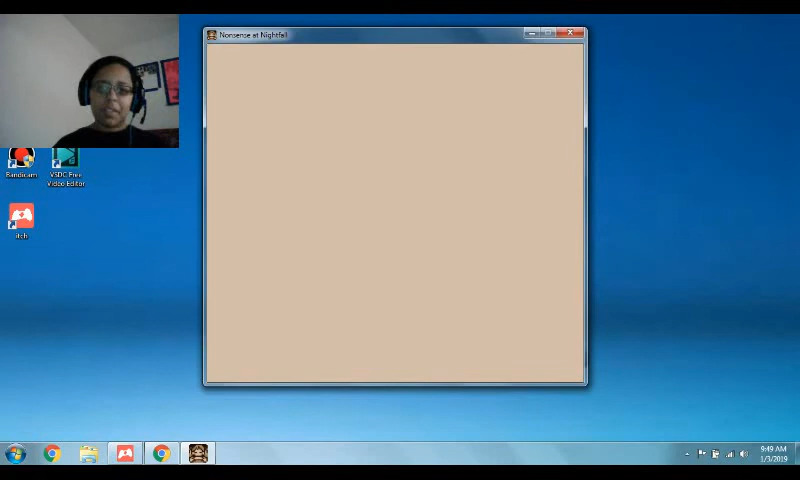 Nonsense at Nightfall
Bandicam
VSDC Free
Video Editor
itch
9:49 AM
1/3/2019